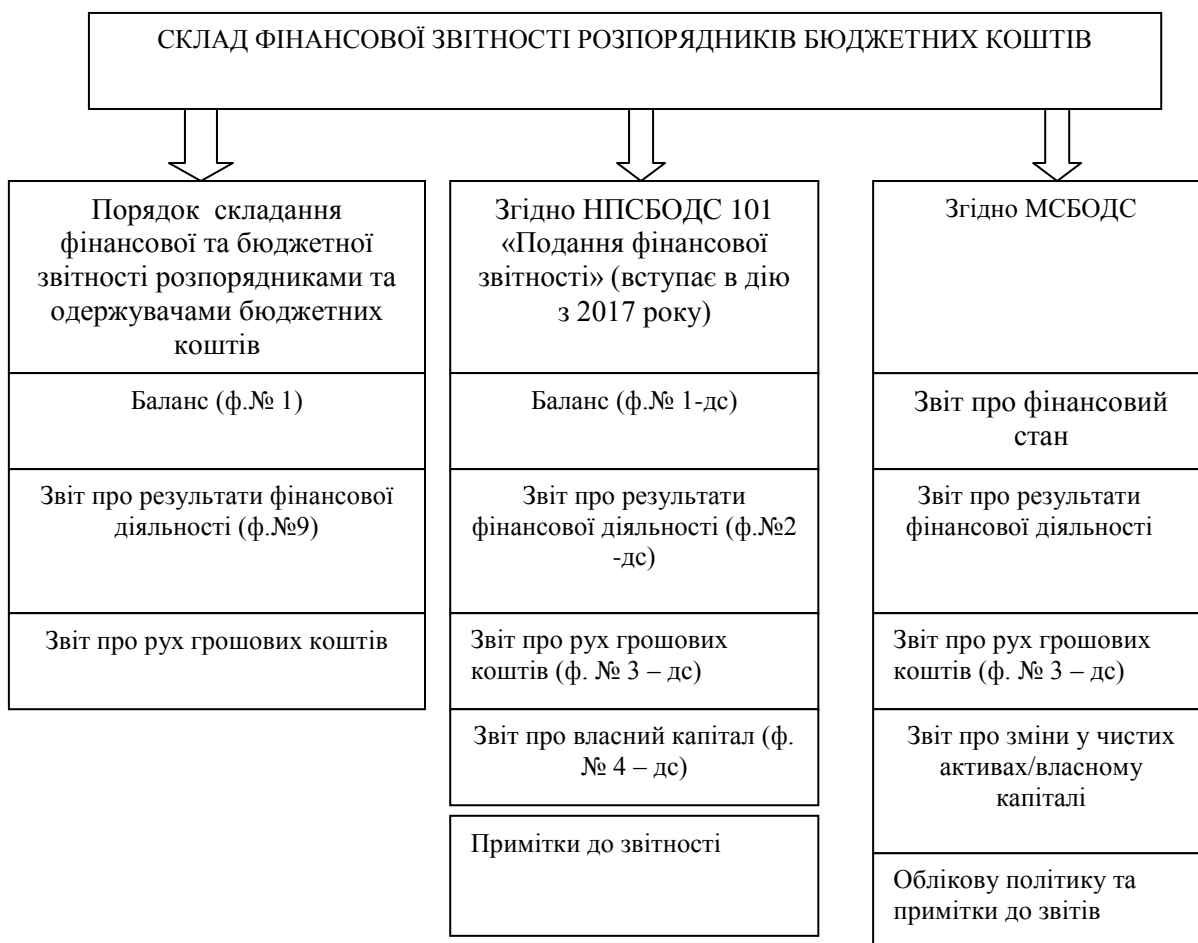 СКЛАД ФІНАНСОВОЇ ЗВІТНОСТІ РОЗПОРЯДНИКІВ БЮДЖЕТНИХ КОШТІВ
Порядок складання
фінансової та бюджетної
звітності розпорядниками та
одержувачами бюджетних
коштів
Баланс (ф.№ 1)
Звіт про результати фінансової
діяльності (ф.№9)
Звіт про рух грошових коштів
Згідно НПСБОДС 101
«Подання фінансової
звітності» (вступає в дію
з 2017 року)
Баланс (ф.№ 1-дс)
Звіт про результати
фінансової діяльності (ф.№2
-дс)
Звіт про рух грошових
коштів (ф. № 3 – дс)
Звіт про власний капітал (ф.
№ 4 – дс)
Примітки до звітності
Згідно МСБОДС
Звіт про фінансовий
стан
Звіт про результати
фінансової діяльності
Звіт про рух грошових
коштів (ф. № 3 – дс)
Звіт про зміни у чистих
активах/власному
капіталі
Облікову політику та
примітки до звітів